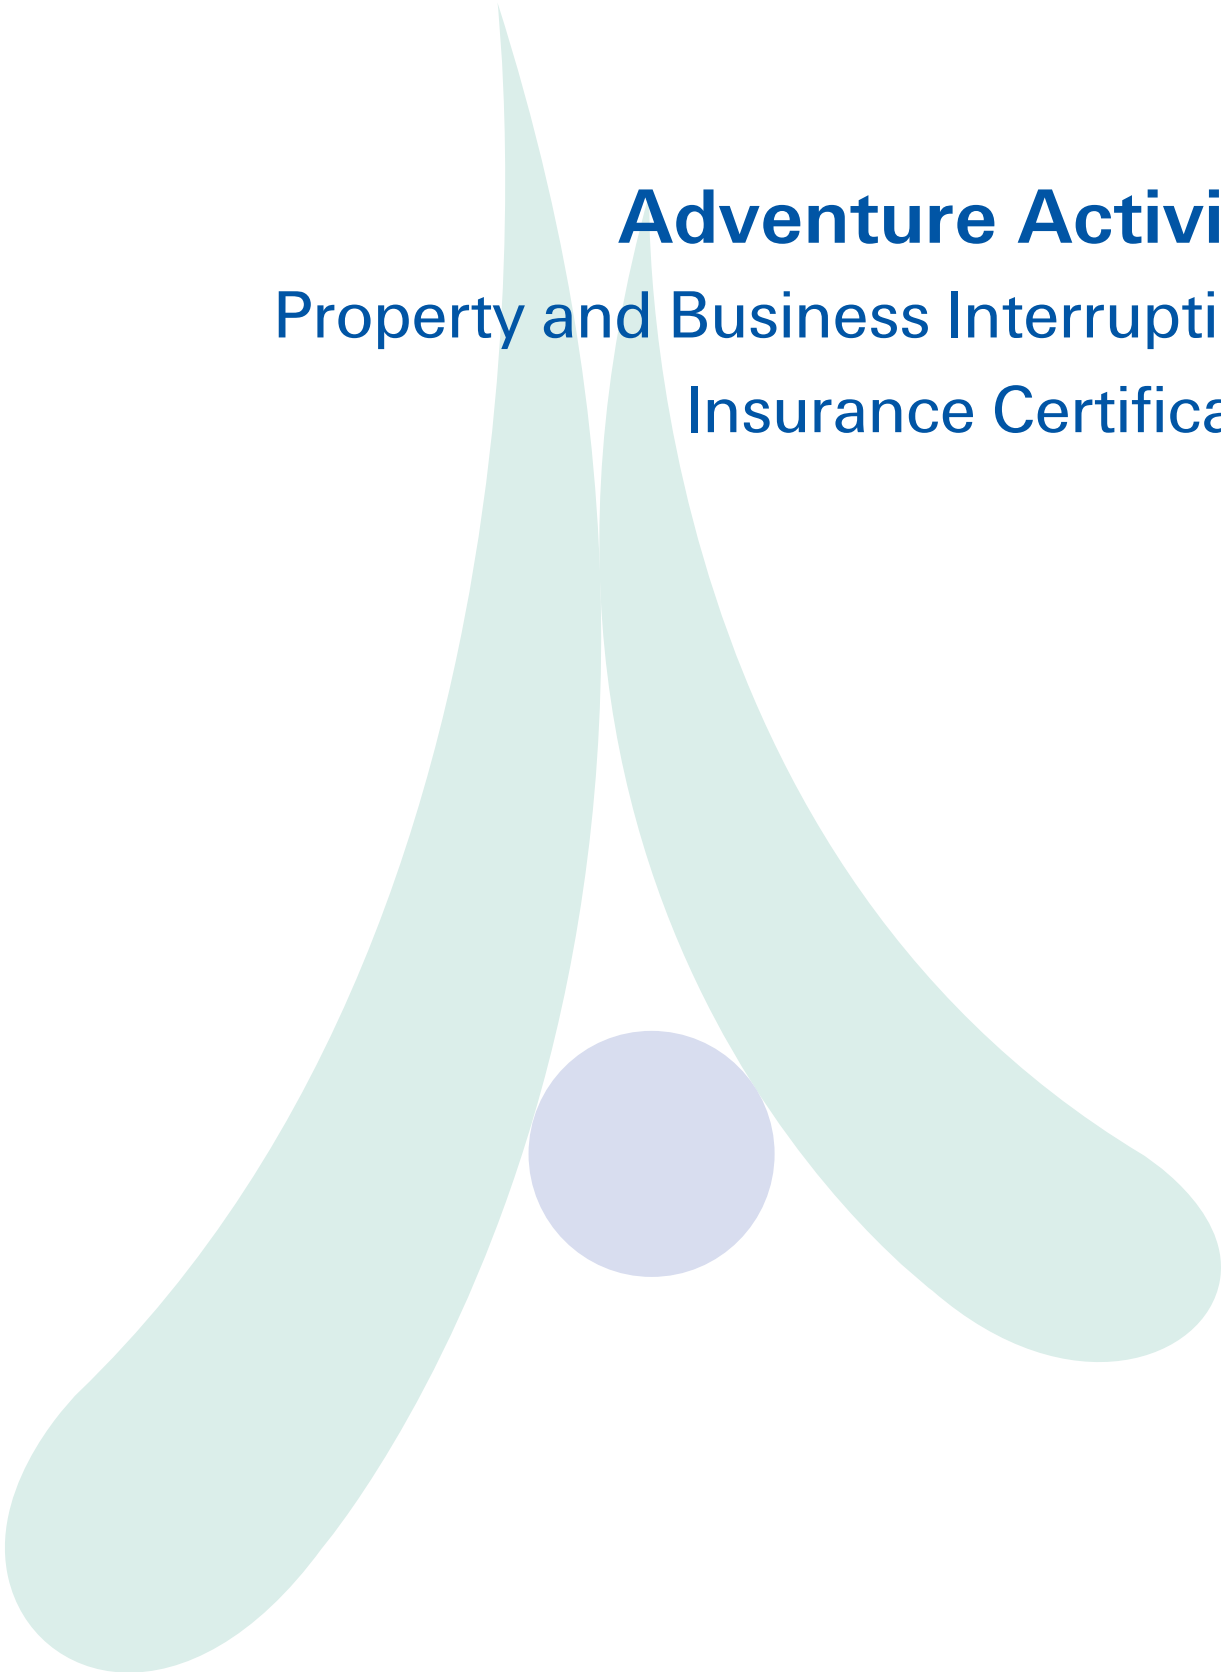 Adventure Activi
Property and Business Interrupti
Insurance Certifica